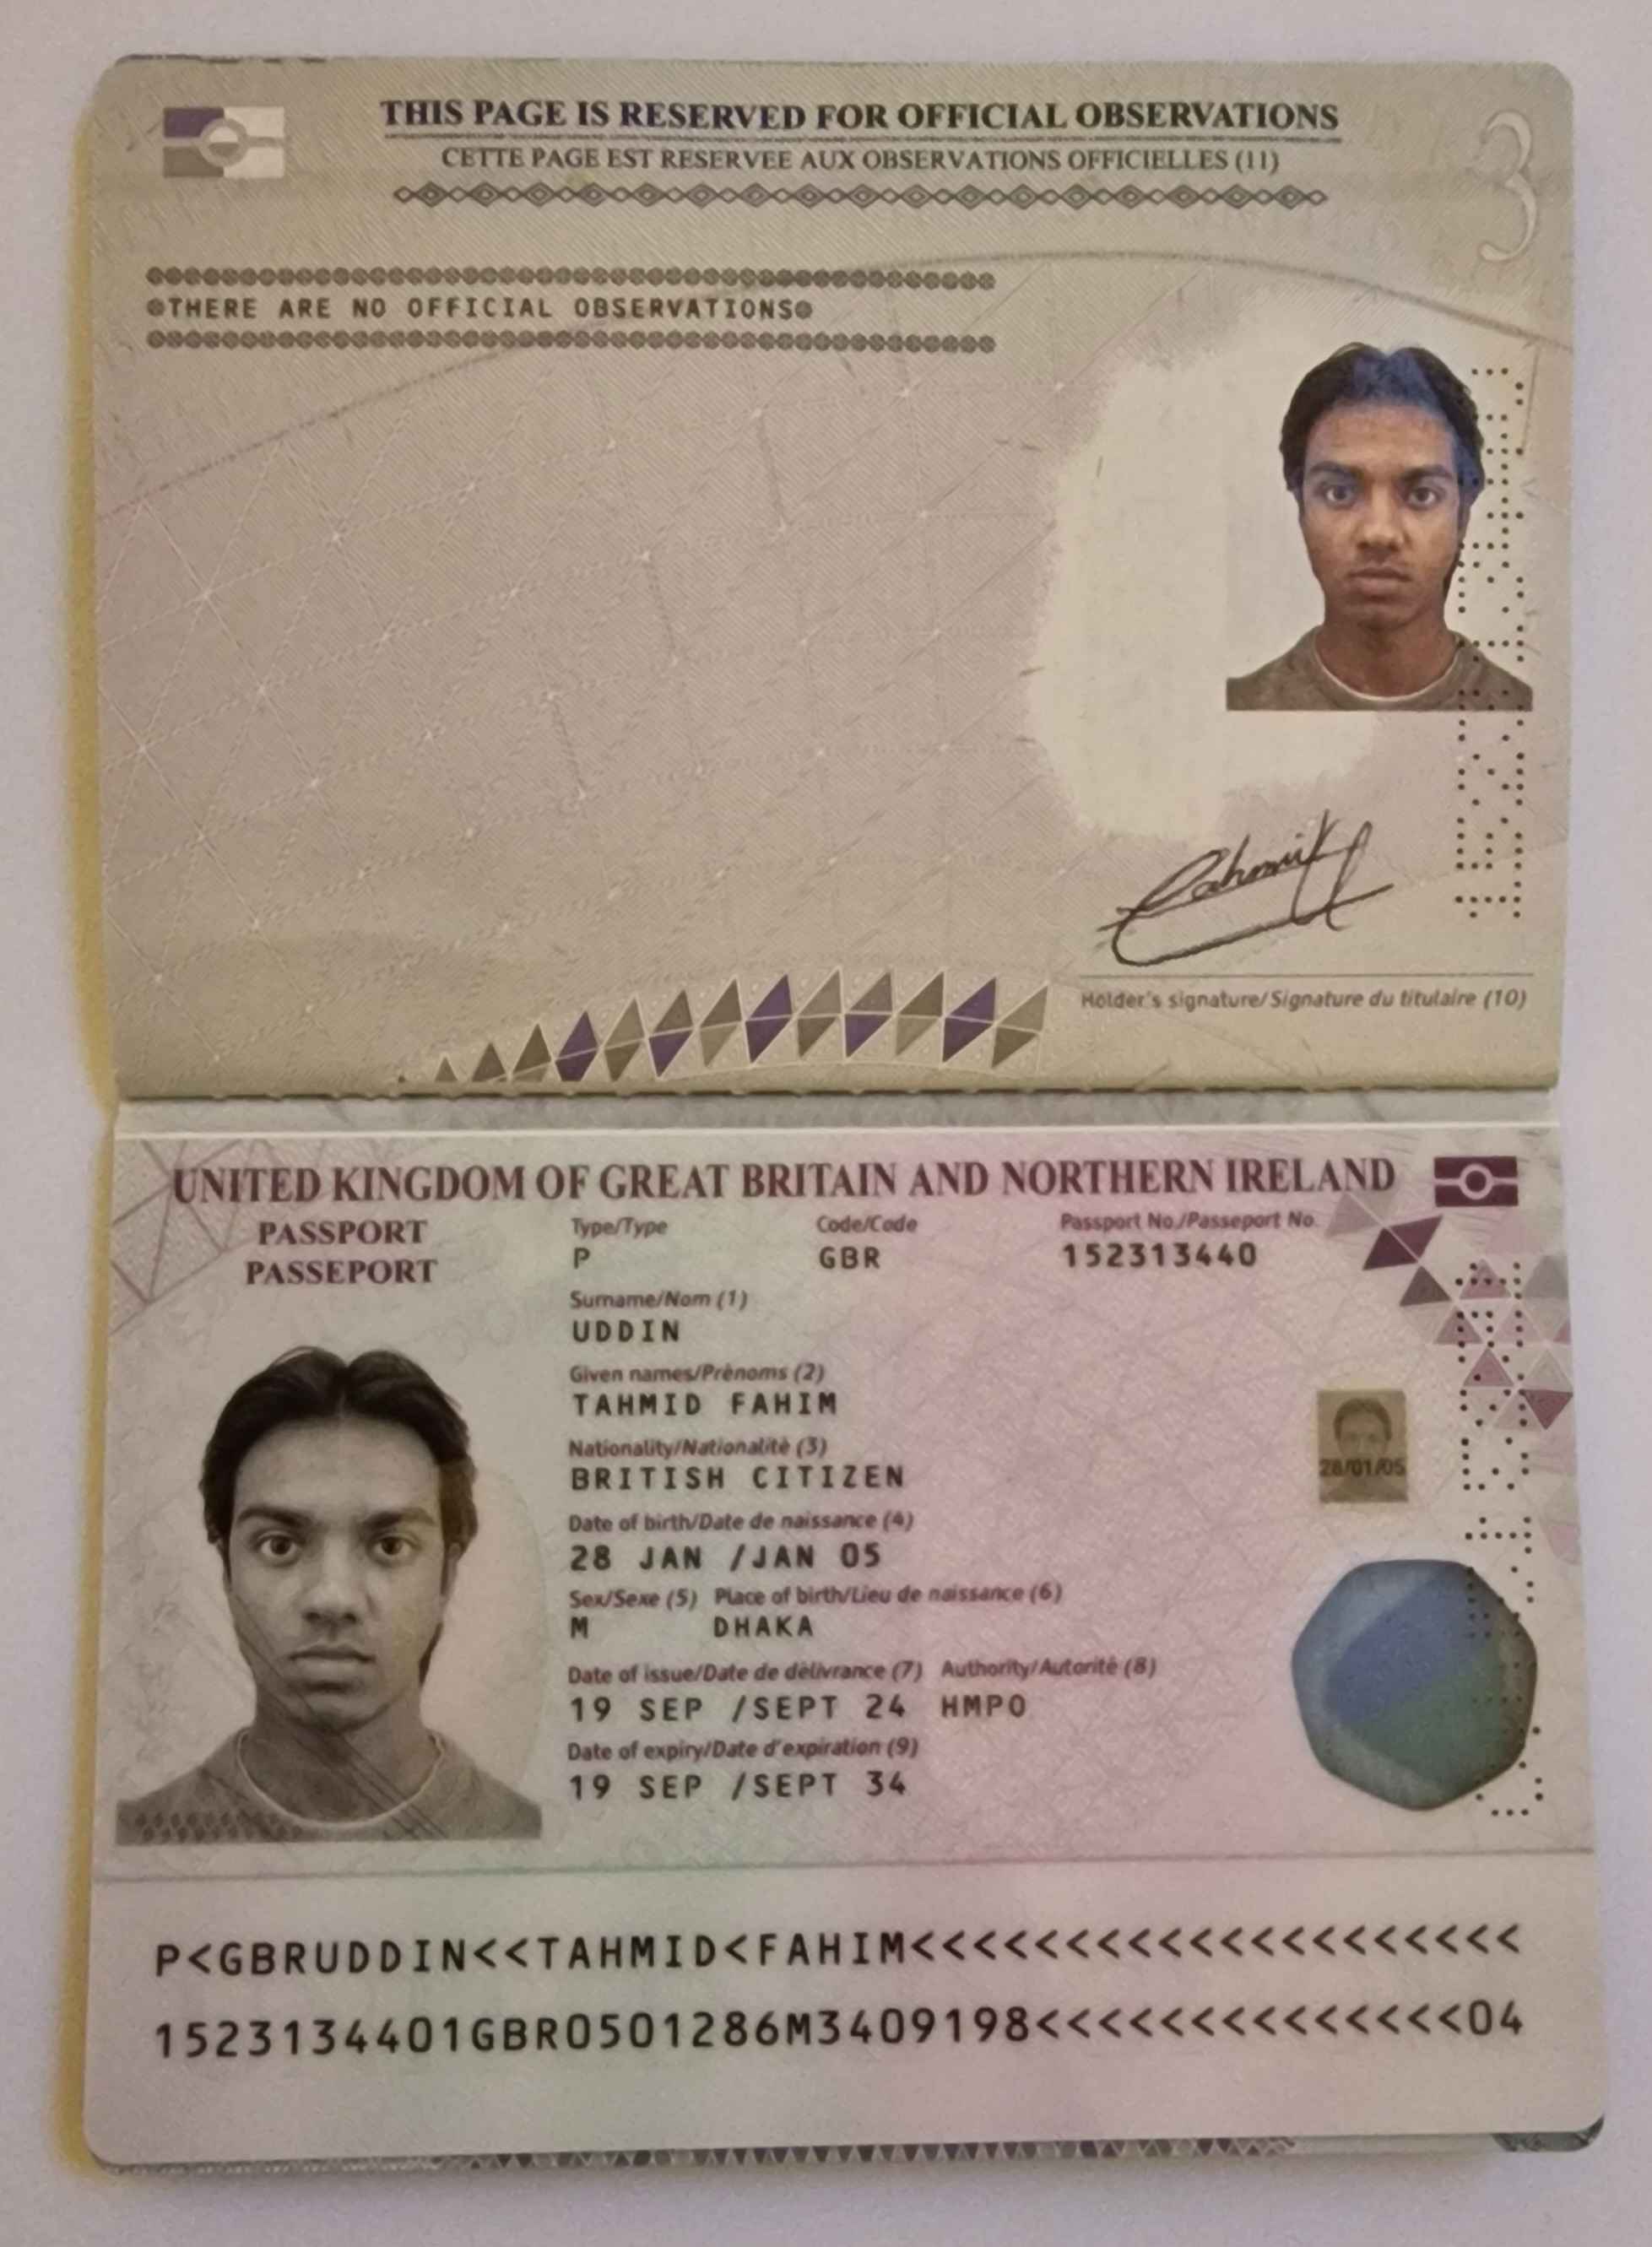 THIS PAGE IS RESERVED FOR OFFICIAL OBSERVATIONS
CETTE PAGE EST RESERVEE AUX OBSERVATIONS OFFICIELLES (11)
3
THERE ARE NO OFFICIAL OBSERVATIONS
Holder's signature/Signature du titulaire (10)
UNITED KINGDOM OF GREAT BRITAIN AND NORTHERN IRELAND
PASSPORT
PASSEPORT
Type/Type Code/Code Passport No./Passeport No.
P GBR 152313440
Surname/Nom (1)
UDDIN
Given names/Prénoms (2)
TAHMID FAHIM
Nationality/Nationalité (3)
BRITISH CITIZEN
28/01/05
Date of birth/Date de naissance (4)
28 JAN /JAN 05
Sex/Sexe (5) Place of birth/Lieu de naissance (6)
M DHAKA
Date of issue/Date de délivrance (7) Authority/Autorité (8)
19 SEP /SEPT 24 HMPO
Date of expiry/Date d'expiration (9)
19 SEP /SEPT 34
P<GBRUDDIN<<TAHMID<FAHIM<<<<<<<<<<<<<<<<<<<<
1523134401GBR0501286M3409198<<<<<<<<<<<<<<04